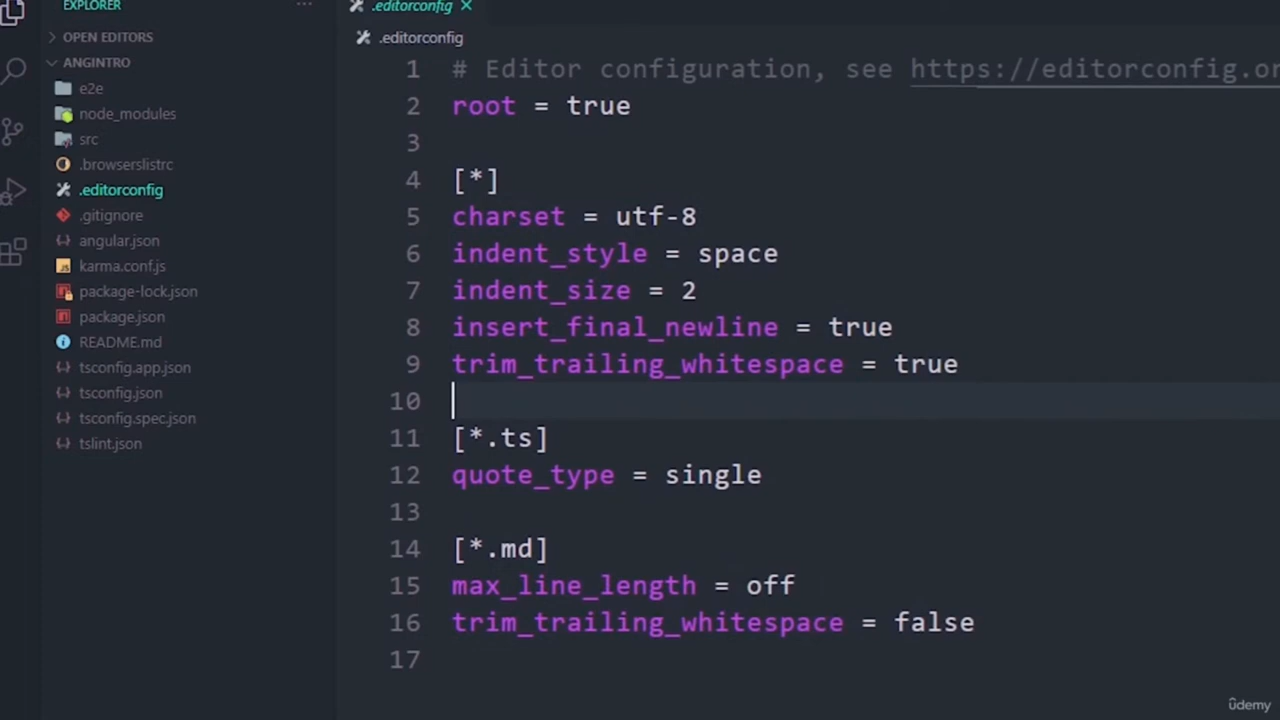 EXPLORER
OPEN EDITORS
ANGINTRO
e2e
node_modules
src
.browserslistrc
.editorconfig
.gitignore
angular.json
karma.conf.js
package-lock.json
package.json
README.md
tsconfig.app.json
tsconfig.json
tsconfig.spec.json
tslint.json
.editorconfig
.editorconfig
1 # Editor configuration, see https://editorconfig.or
2 root = true
3
4 [*]
5 charset = utf-8
6 indent_style = space
7 indent_size = 2
8 insert_final_newline = true
9 trim_trailing_whitespace = true
10
11 [*.ts]
12 quote_type = single
13
14 [*.md]
15 max_line_length = off
16 trim_trailing_whitespace = false
17
ûdemy